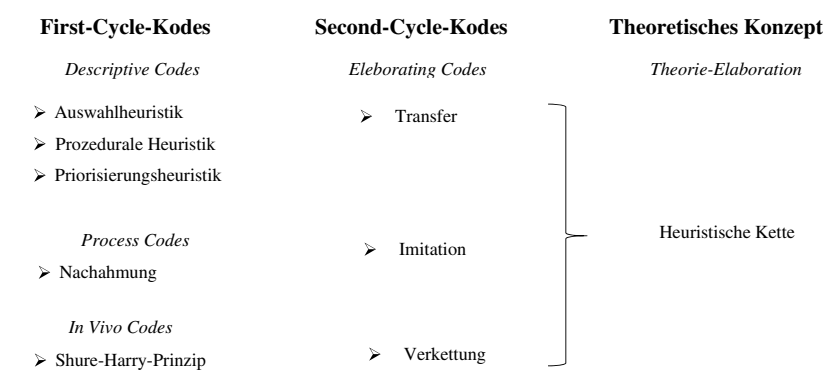 First-Cycle-Kodes
Second-Cycle-Kodes
Theoretisches Konzept
Descriptive Codes
Eleborating Codes
Theorie-Elaboration
➢ Auswahlheuristik
➢ Transfer
➢ Prozedurale Heuristik
➢ Priorisierungsheuristik
Process Codes
➢ Imitation
Heuristische Kette
➢ Nachahmung
In Vivo Codes
➢ Shure-Harry-Prinzip
➢ Verkettung